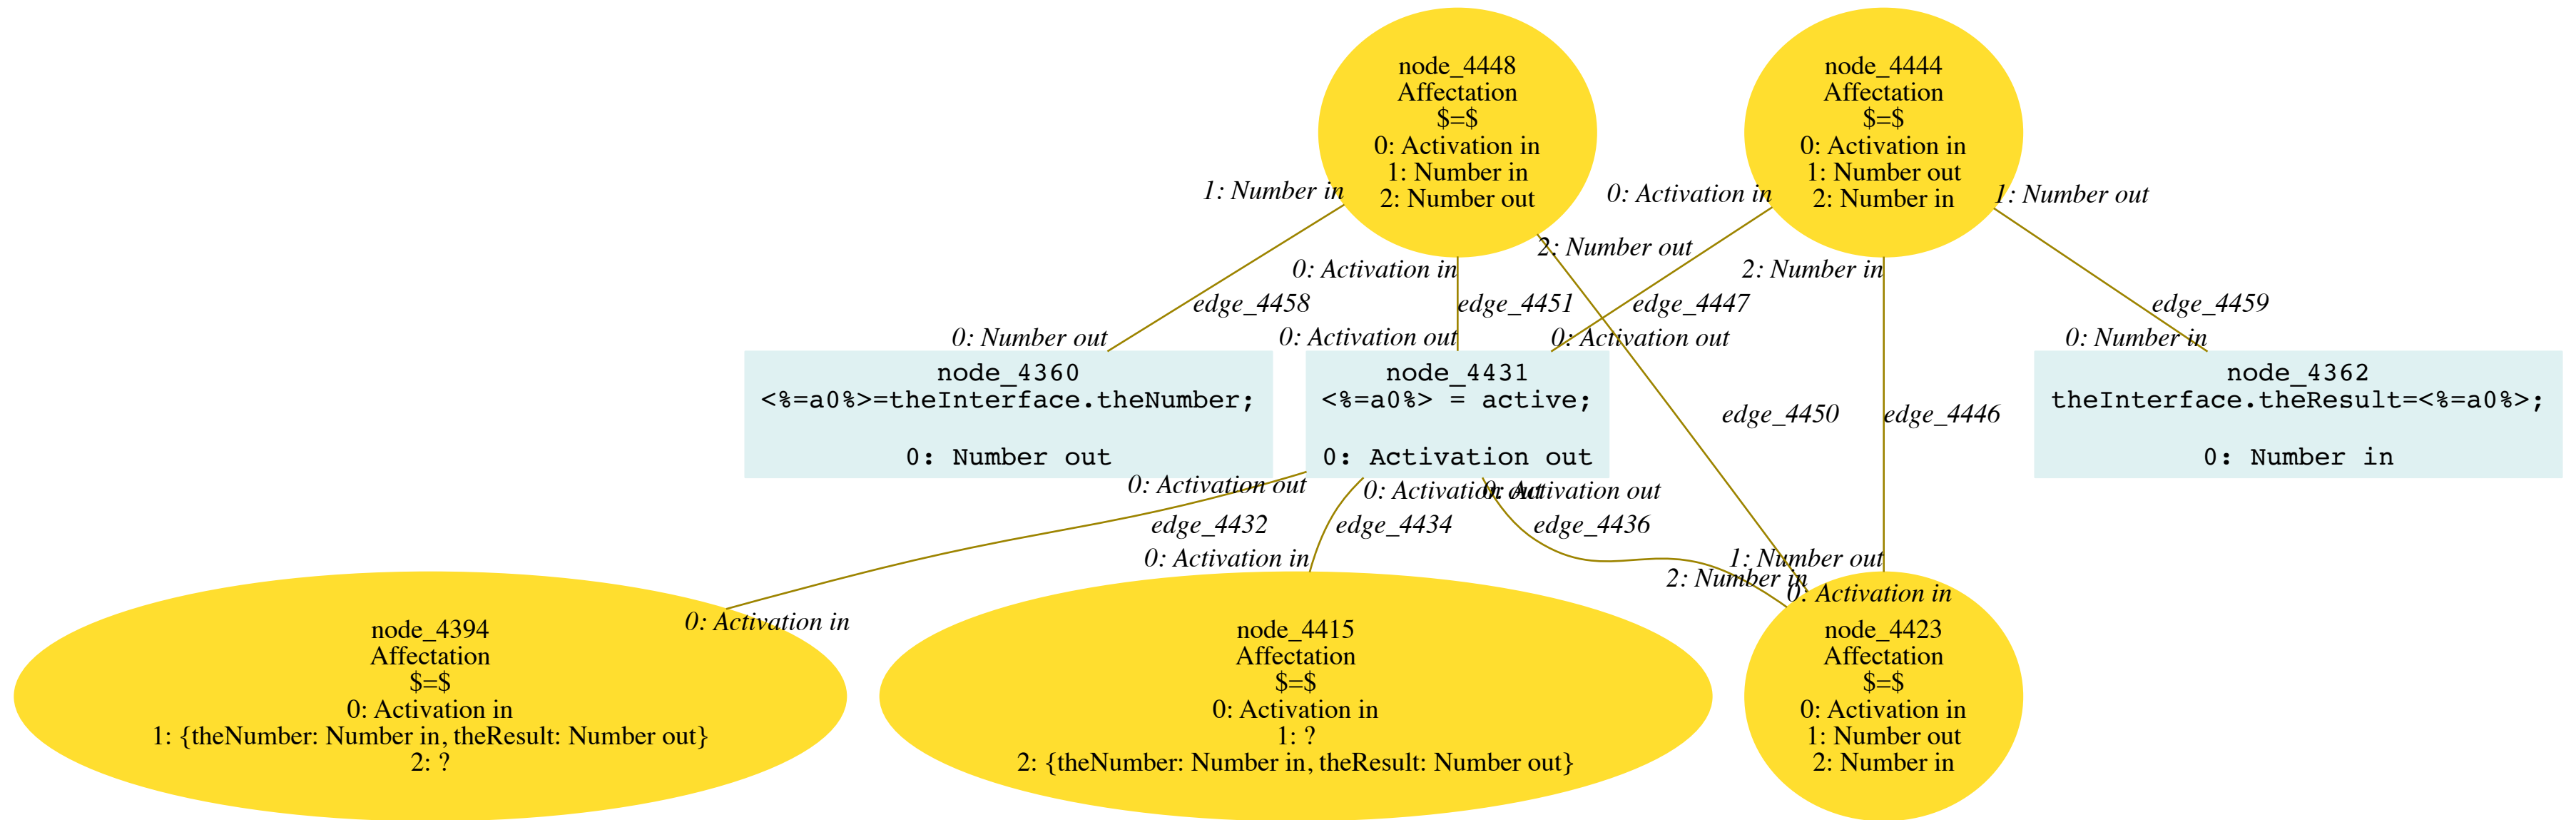 node_4448
Affectation
$=$
0: Activation in
1: Number in
2: Number out
node_4444
Affectation
$=$
0: Activation in
1: Number out
2: Number in
1: Number in
0: Activation in
1: Number out
2: Number out
0: Activation in
2: Number in
edge_4458
edge_4451
edge_4447
edge_4459
0: Number out
0: Activation out
0: Activation out
0: Number in
node_4360
<%=a0%>=theInterface.theNumber;
0: Number out
node_4431
<%=a0%> = active;
0: Activation out
edge_4450
edge_4446
node_4362
theInterface.theResult=<%=a0%>;
0: Number in
0: Activation out
0: Activation out
0: Activation out
edge_4432
edge_4434
edge_4436
0: Activation in
1: Number out
2: Number in
0: Activation in
0: Activation in
node_4394
Affectation
$=$
0: Activation in
1: {theNumber: Number in, theResult: Number out}
2: ?
node_4415
Affectation
$=$
0: Activation in
1: ?
2: {theNumber: Number in, theResult: Number out}
node_4423
Affectation
$=$
0: Activation in
1: Number out
2: Number in